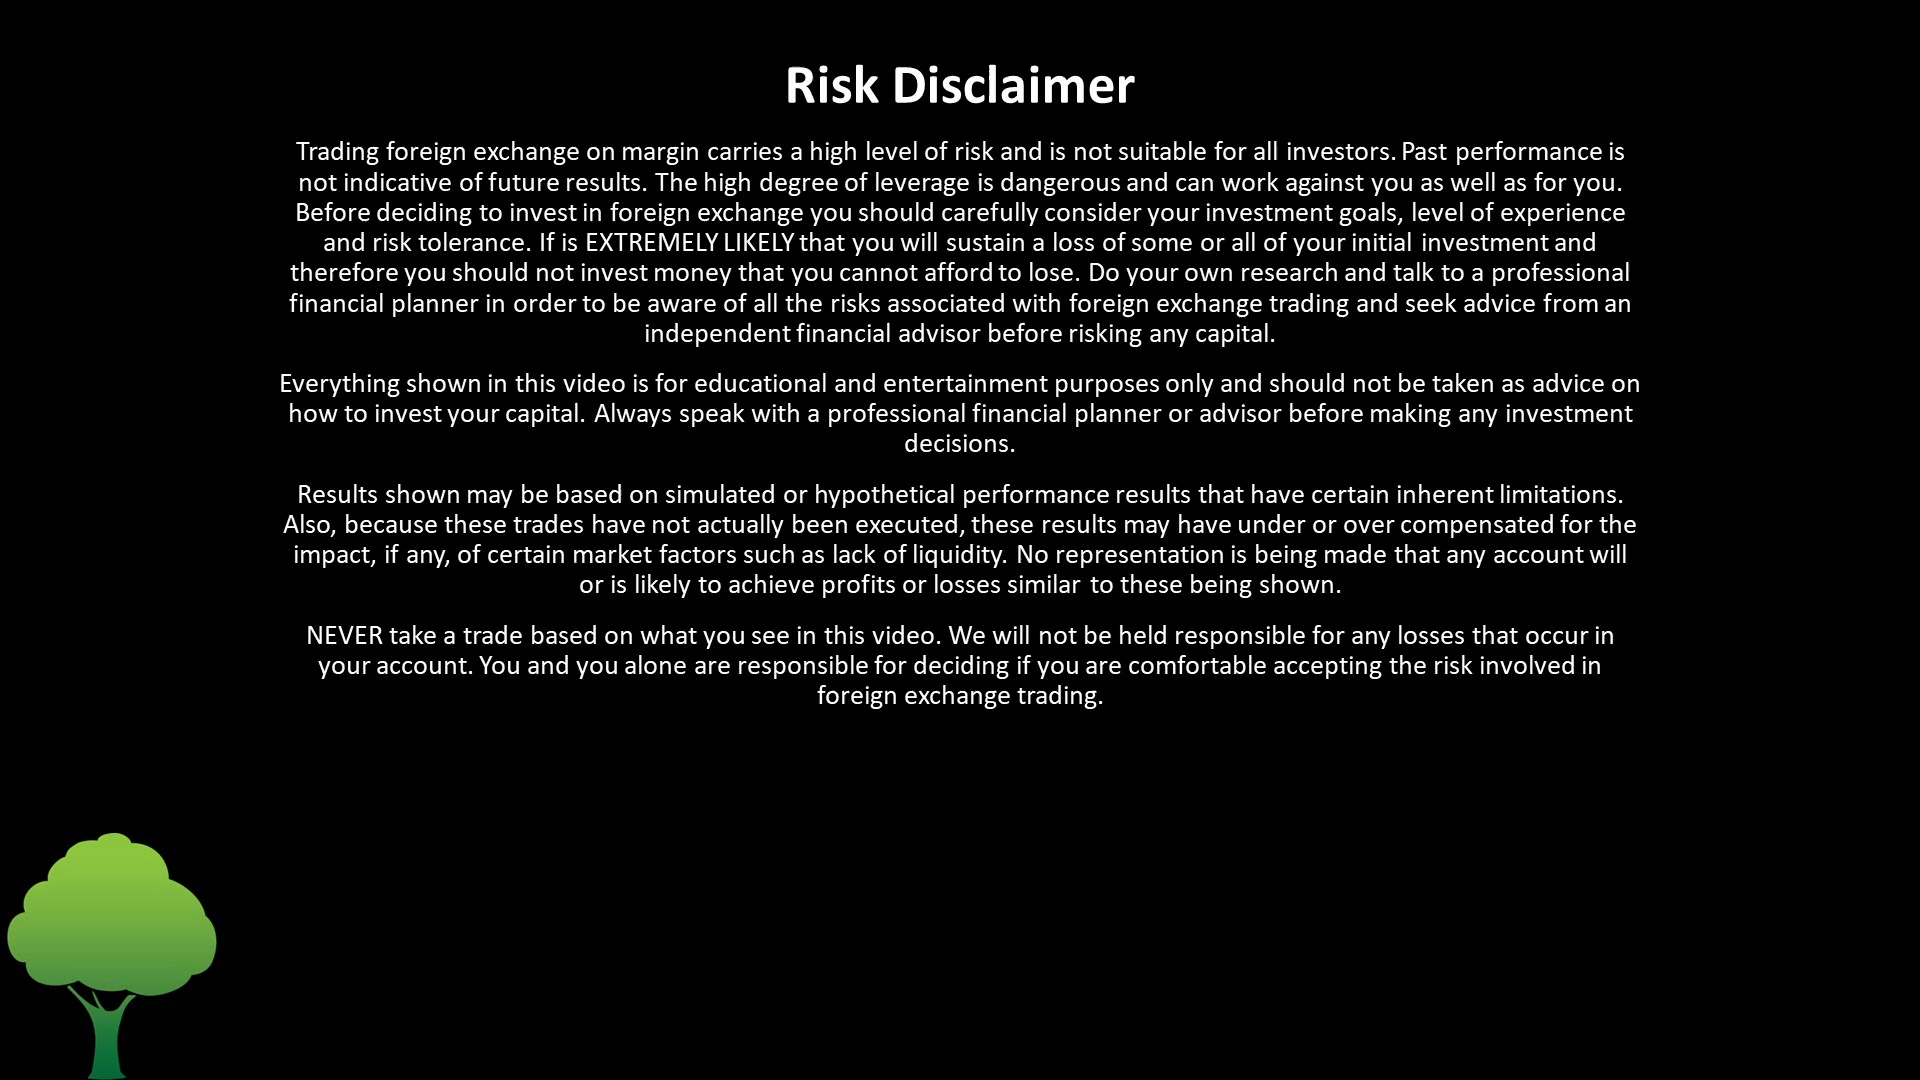 Risk Disclaimer
Trading foreign exchange on margin carries a high level of risk and is not suitable for all investors. Past performance is
not indicative of future results. The high degree of leverage is dangerous and can work against you as well as for you.
Before deciding to invest in foreign exchange you should carefully consider your investment goals, level of experience
and risk tolerance. If is EXTREMELY LIKELY that you will sustain a loss of some or all of your initial investment and
therefore you should not invest money that you cannot afford to lose. Do your own research and talk to a professional
financial planner in order to be aware of all the risks associated with foreign exchange trading and seek advice from an
independent financial advisor before risking any capital.
Everything shown in this video is for educational and entertainment purposes only and should not be taken as advice on
how to invest your capital. Always speak with a professional financial planner or advisor before making any investment
decisions.
Results shown may be based on simulated or hypothetical performance results that have certain inherent limitations.
Also, because these trades have not actually been executed, these results may have under or over compensated for the
impact, if any, of certain market factors such as lack of liquidity. No representation is being made that any account will
or is likely to achieve profits or losses similar to these being shown.
NEVER take a trade based on what you see in this video. We will not be held responsible for any losses that occur in
your account. You and you alone are responsible for deciding if you are comfortable accepting the risk involved in
foreign exchange trading.